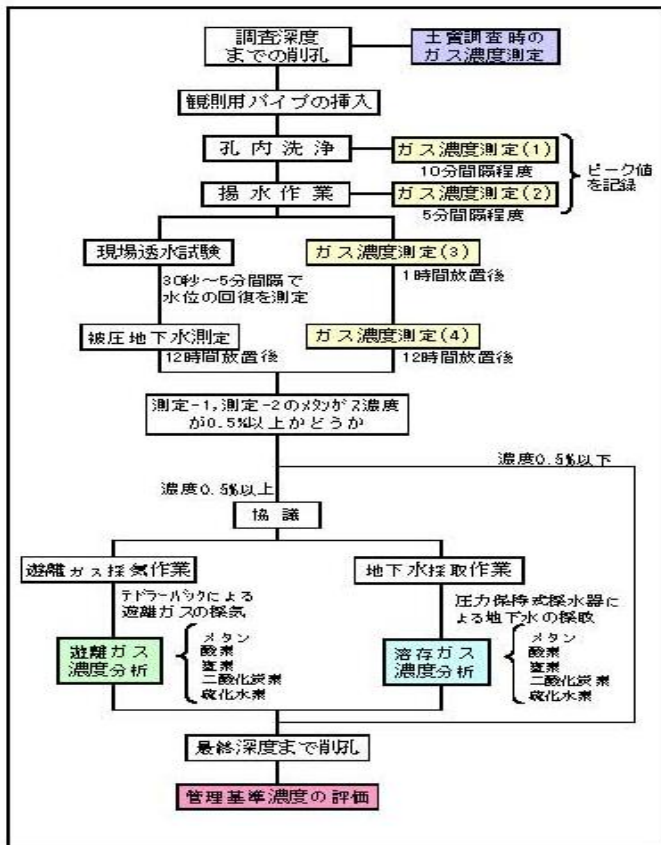 調査深度
までの削孔
土質調査時の
ガス濃度測定
観測用パイプの挿入
孔内洗浄
ガス濃度測定(1)
10分間隔程度
ピーク値
を記録
揚水作業
ガス濃度測定(2)
5分間隔程度
現場透水試験
ガス濃度測定(3)
30秒～5分間隔で
水位の回復を測定
1時間放置後
被圧地下水測定
ガス濃度測定(4)
12時間放置後
12時間放置後
測定-1,測定-2のメタンガス濃度
が0.5%以上かどうか
濃度0.5%以下
濃度0.5%以上
協議
遊離ガス採気作業
地下水採取作業
テドラーバックによる
遊離ガスの採気
圧力保持式採水器に
よる地下水の採取
遊離ガス
濃度分析
メタン
酸素
窒素
二酸化炭素
硫化水素
溶存ガス
濃度分析
メタン
酸素
窒素
二酸化炭素
硫化水素
最終深度まで削孔
管理基準濃度の評価